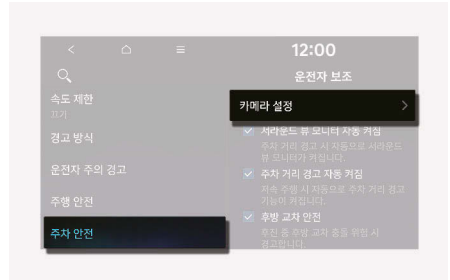 12:00
운전자 보조
속도 제한
끄기
경고 방식
운전자 주의 경고
주행 안전
주차 안전
카메라 설정
서라운드 뷰 모니터 자동 켜짐
주차 거리 경고 시 자동으로 서라운드
뷰 모니터가 켜집니다.
주차 거리 경고 자동 켜짐
저속 주행 시 자동으로 주차 거리 경고
기능이 켜집니다.
후방 교차 안전
후진 중 후방 교차 충돌 위험 시
경고합니다.